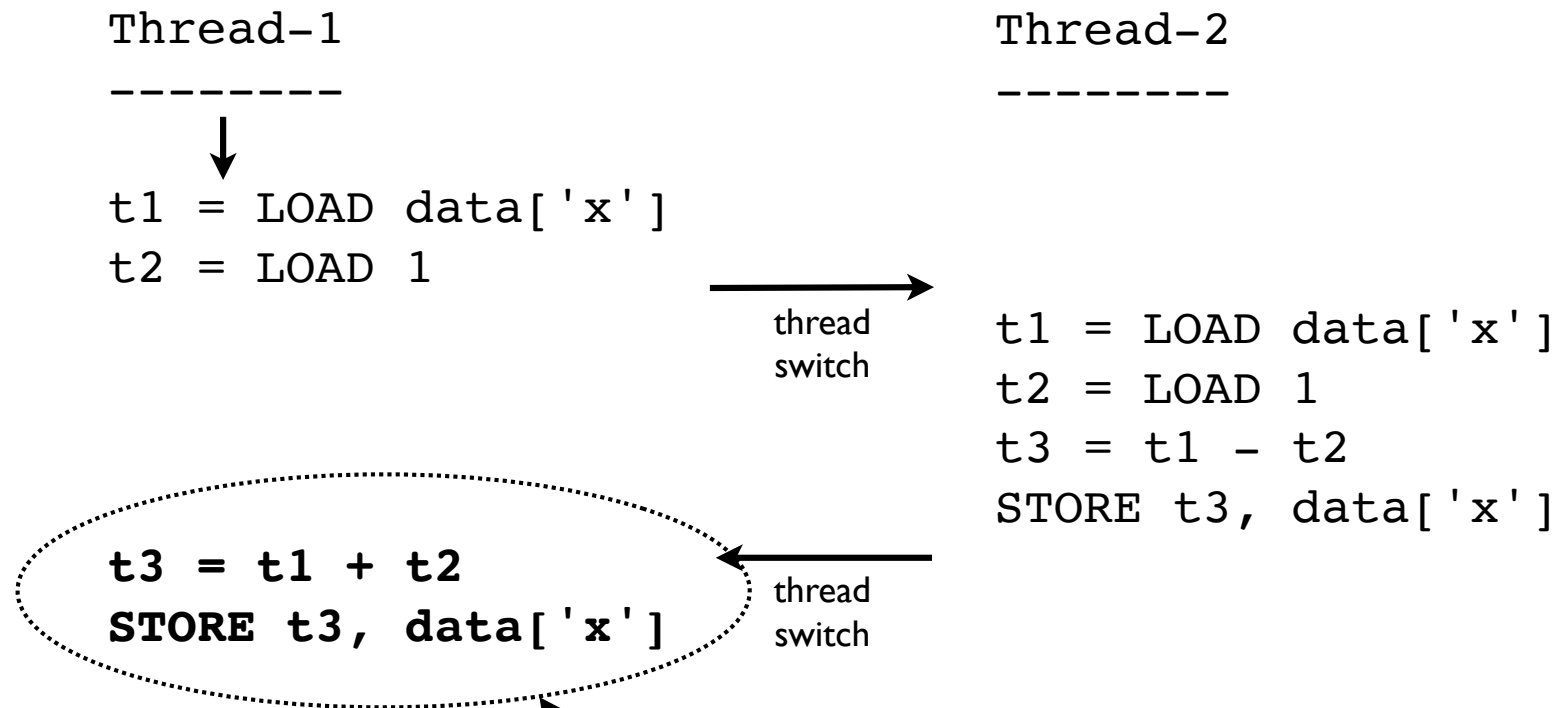 Thread-1
--------
t1 = LOAD data['x']
t2 = LOAD 1
thread
switch
Thread-2
--------
t1 = LOAD data['x']
t2 = LOAD 1
t3 = t1 - t2
STORE t3, data['x']
thread
switch
t3 = t1 + t2
STORE t3, data['x']